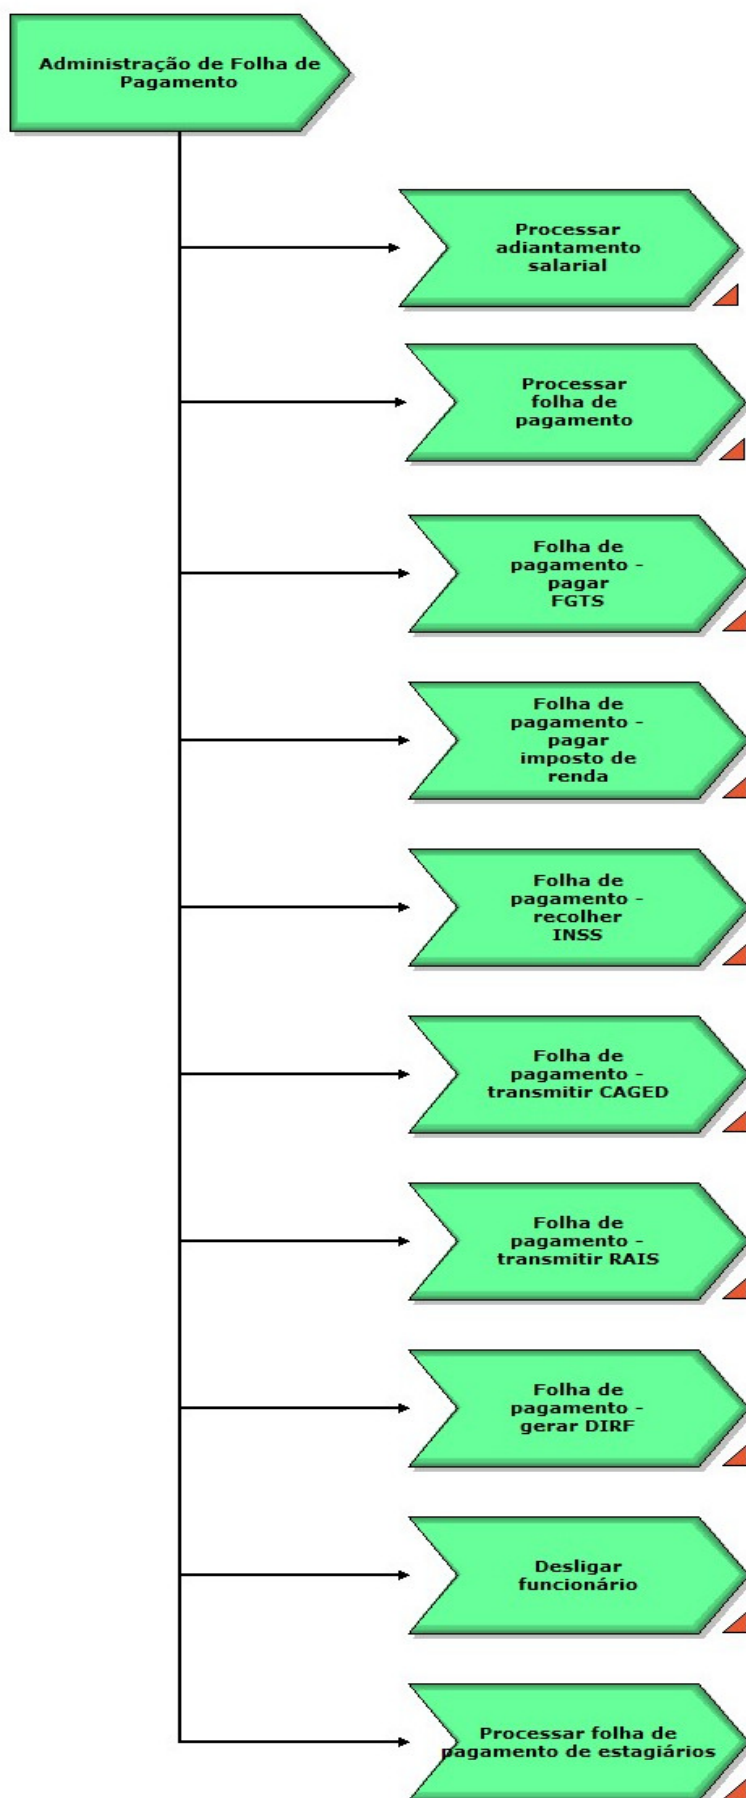 Administração de Folha de
Pagamento
Processar
adiantamento
salarial
Processar
folha de
pagamento
Folha de
pagamento -
pagar
FGTS
Folha de
pagamento -
pagar
imposto de
renda
Folha de
pagamento -
recolher
INSS
Folha de
pagamento -
transmitir CAGED
Folha de
pagamento -
transmitir RAIS
Folha de
pagamento -
gerar DIRF
Desligar
funcionário
Processar folha de
pagamento de estagiários